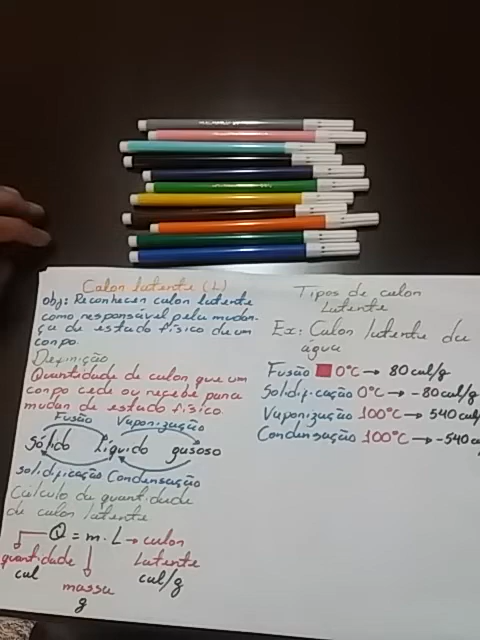 Calor latente (L)
obj: Reconhecer calor latente
como responsável pela mudan-
ça de estado físico de um
corpo.
Definição
Quantidade de calor que um
corpo cede ou recebe para
mudar de estado físico.
Fusão Vaporização
Sólido Líquido gasoso
solidificação Condensação
Cálculo da quantidade
de calor latente
Q = m . L → calor
quantidade
cal
massa
g
Latente
cal/g
Tipos de calor
Latente
Ex: Calor latente da
água
Fusão 0°C → 80 cal/g
Solidificação 0°C → -80 cal/g
Vaporização 100°C → 540 cal/g
Condensação 100°C → -540 ca